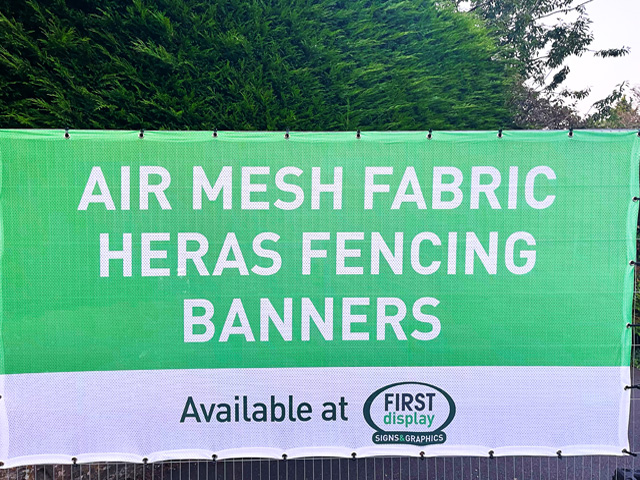 AIR MESH FABRIC
HERAS FENCING
BANNERS
Available at
FIRST
display
SIGNS&GRAPHICS